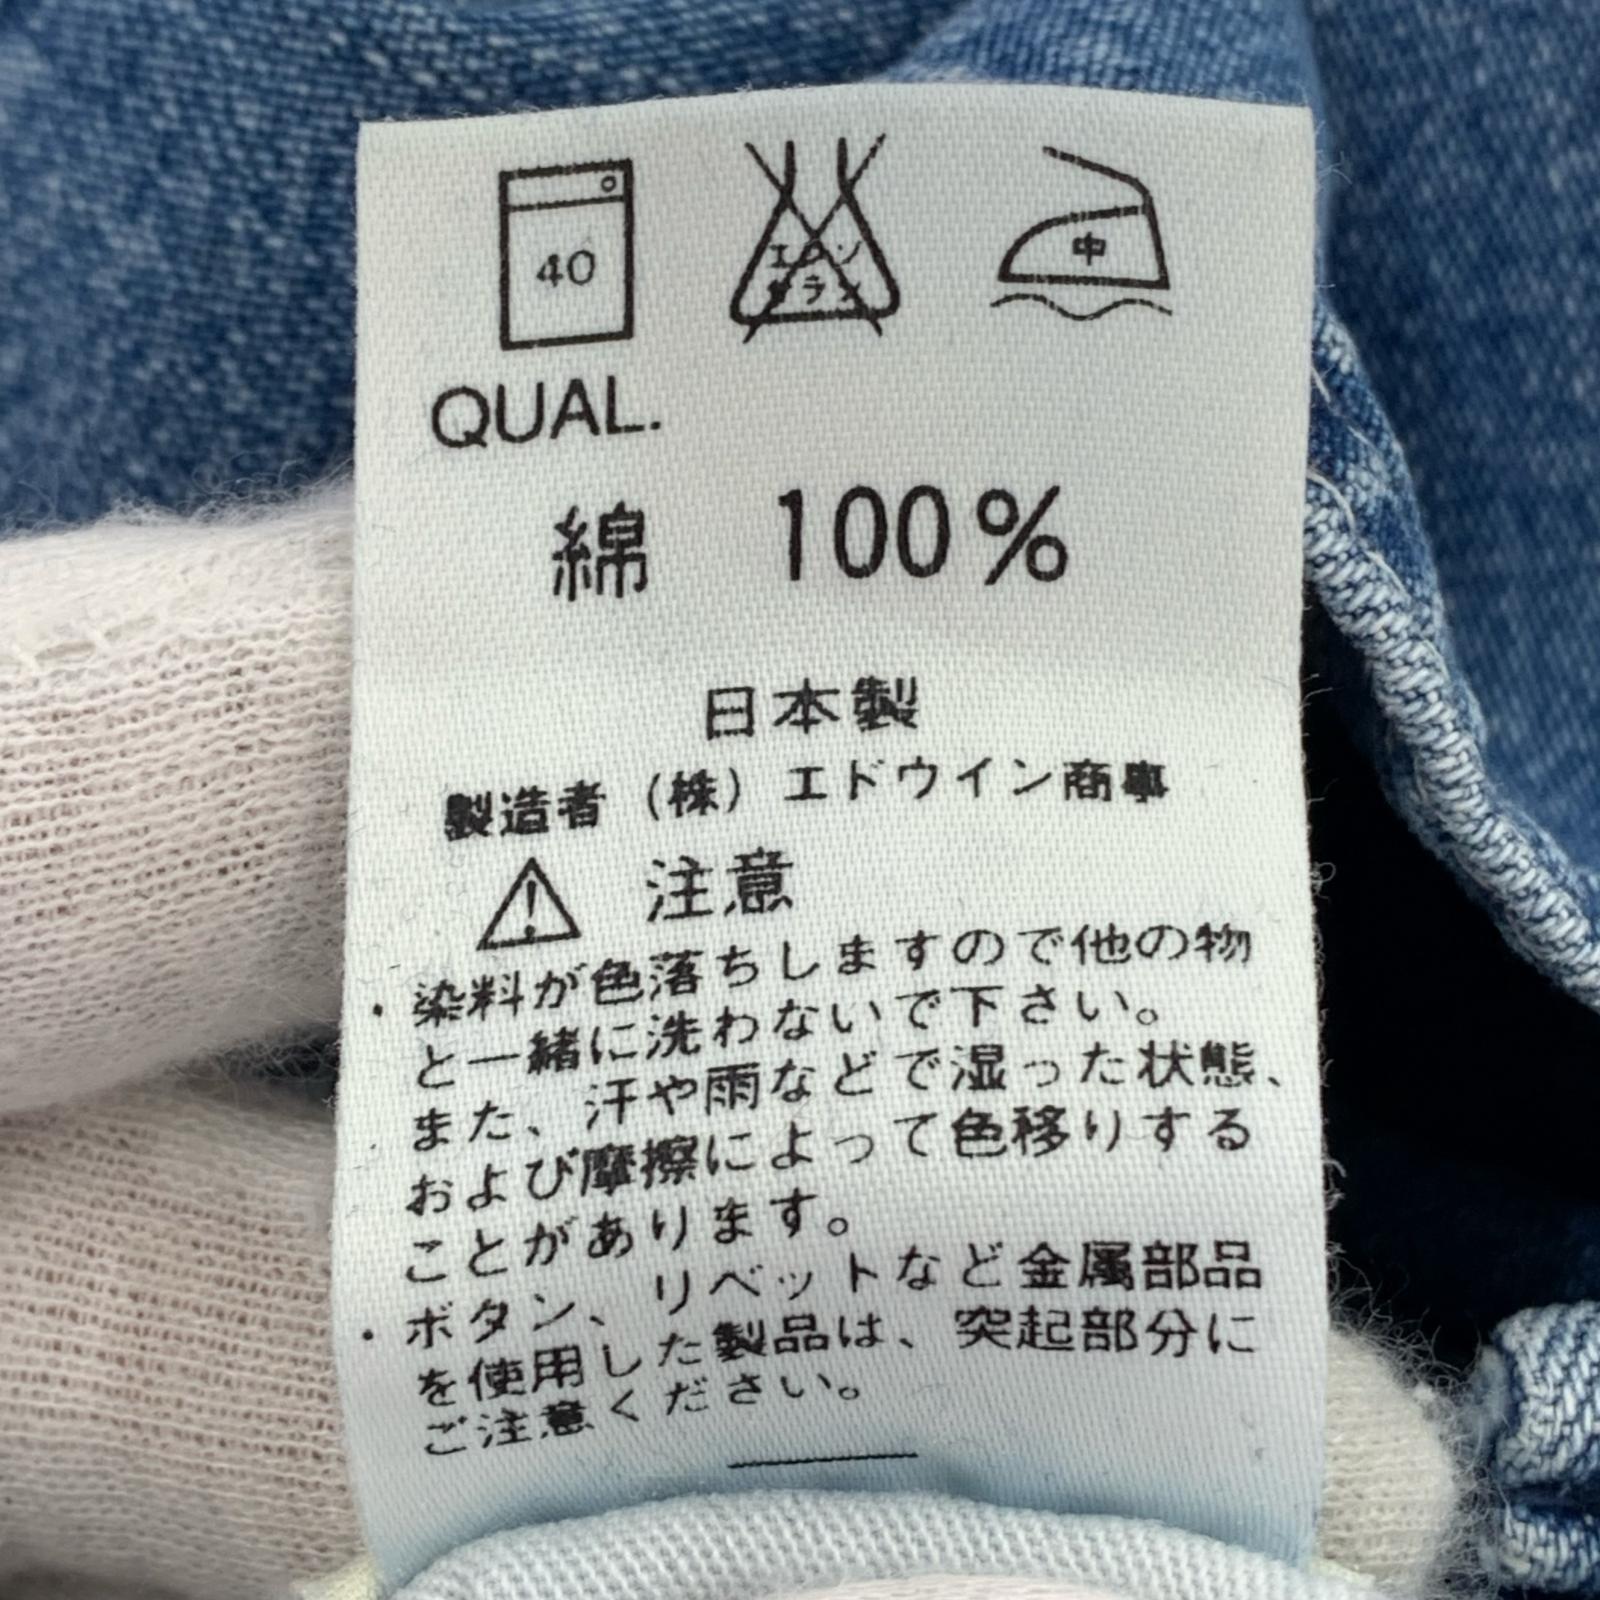 40
エンソ
サラシ
中
QUAL.
綿 100%
日本製
製造者 (株) エドウイン商事
注意
・染料が色落ちしますので他の物
と一緒に洗わないで下さい。
また、汗や雨などで湿った状態、
および摩擦によって色移りする
ことがあります。
・ボタン、リベットなど金属部品
を使用した製品は、突起部分に
ご注意ください。